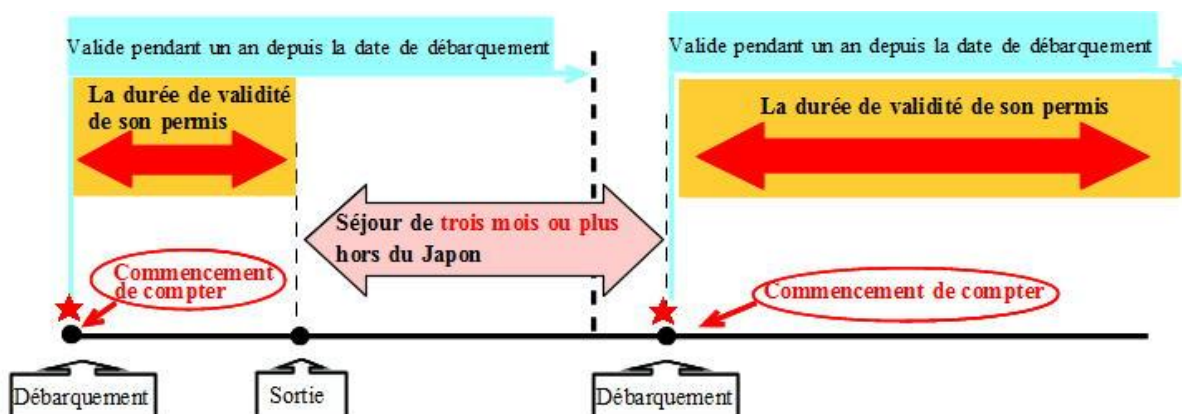 Valide pendant un an depuis la date de débarquement
La durée de validité
de son permis
Séjour de trois mois ou plus
hors du Japon
Commencement
de compter
Débarquement
Sortie
Valide pendant un an depuis la date de débarquement
La durée de validité de son permis
Commencement de compter
Débarquement